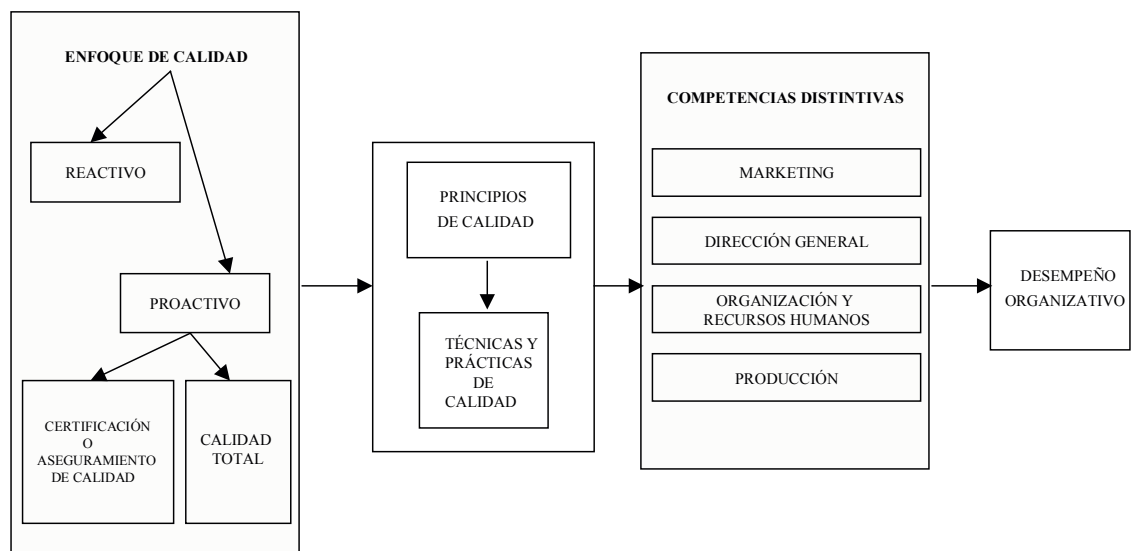 ENFOQUE DE CALIDAD
REACTIVO
PROACTIVO
CERTIFICACIÓN
O
ASEGURAMIENTO
DE CALIDAD
CALIDAD
TOTAL
PRINCIPIOS
DE CALIDAD
TÉCNICAS Y
PRÁCTICAS
DE
CALIDAD
COMPETENCIAS DISTINTIVAS
MARKETING
DIRECCIÓN GENERAL
ORGANIZACIÓN Y
RECURSOS HUMANOS
PRODUCCIÓN
DESEMPEÑO
ORGANIZATIVO